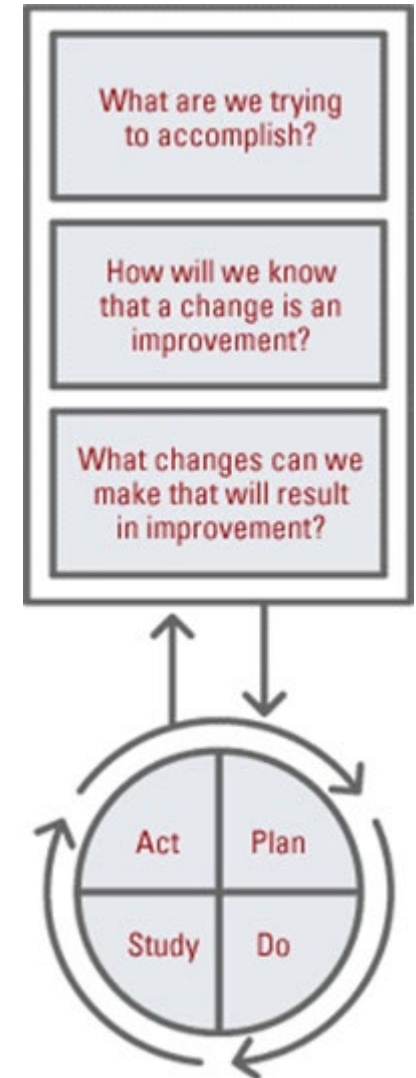 What are we trying
to accomplish?
How will we know
that a change is an
improvement?
What changes can we
make that will result
in improvement?
Act
Plan
Study
Do